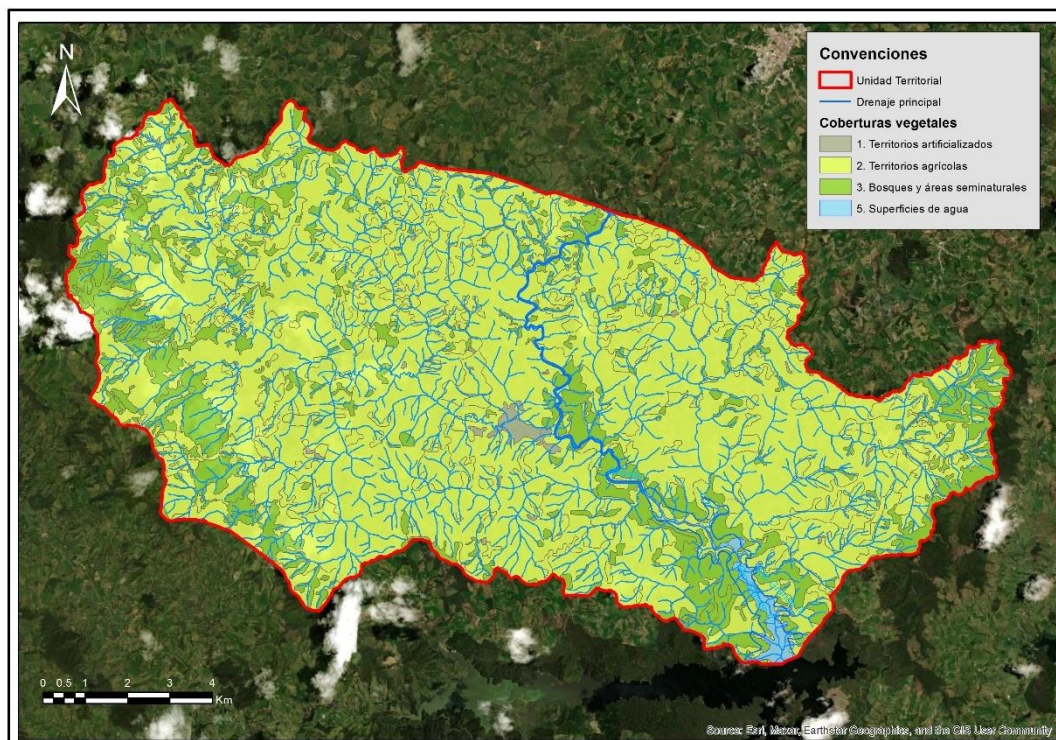 N
Convenciones
Unidad Territorial
Drenaje principal
Coberturas vegetales
1. Territorios artificializados
2. Territorios agrícolas
3. Bosques y áreas seminaturales
5. Superficies de agua
0 0.5 1 2 3 4
Km
Source: Esri, Maxar, Earthstar Geographics, and the GIS User Community